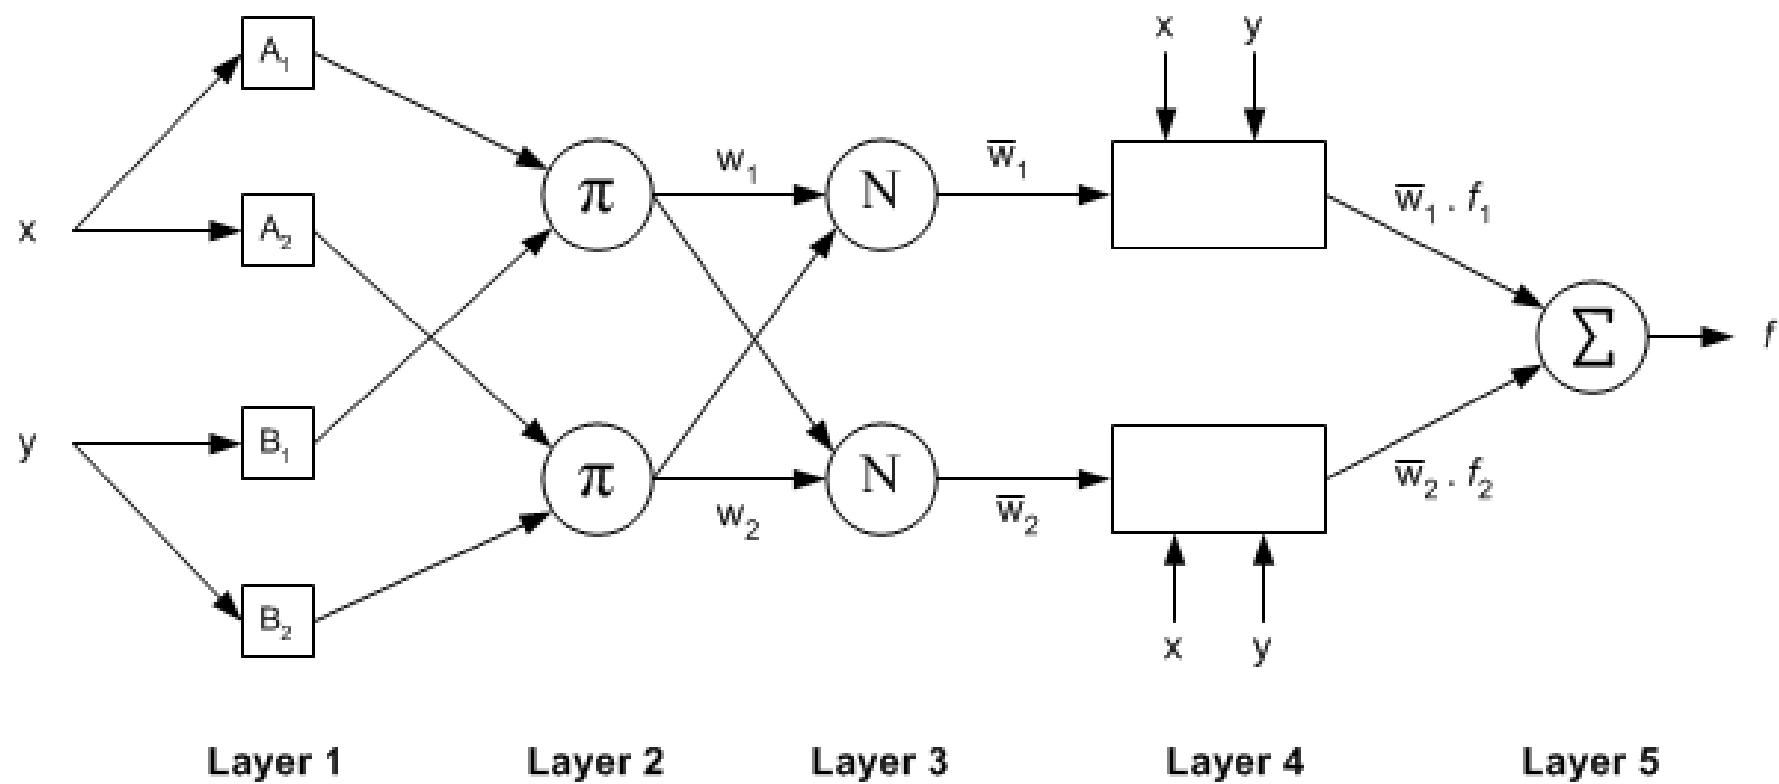 x y
A₁
π w₁ N w̅₁ w̅₁ . f₁
x A₂
Σ f
y B₁
π w₂ N w̅₂ w̅₂ . f₂
B₂
x y
Layer 1 Layer 2 Layer 3 Layer 4 Layer 5